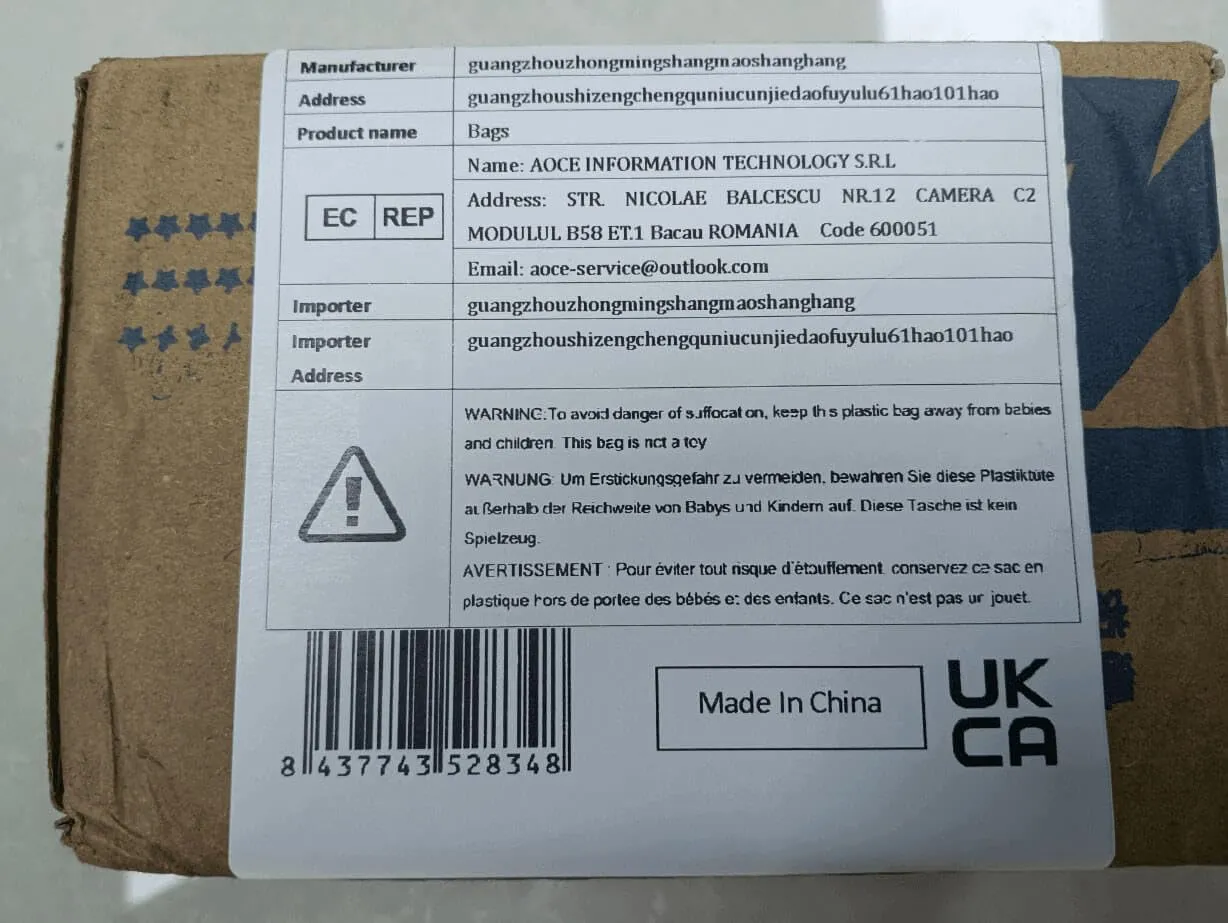 Manufacturer guangzhouzhongmingshangmaoshanghang
Address guangzhoushizengchengquniucunjiedaofuyulu61hao101hao
Product name Bags
EC REP
Name: AOCE INFORMATION TECHNOLOGY S.R.L
Address: STR. NICOLAE BALCESCU NR.12 CAMERA C2
MODULUL B58 ET.1 Bacau ROMANIA Code 600051
Email: aoce-service@outlook.com
Importer guangzhouzhongmingshangmaoshanghang
Importer guangzhoushizengchengquniucunjiedaofuyulu61hao101hao
Address
WARNING:To avoid danger of suffocation, keep this plastic bag away from babies
and children. This bag is not a toy
WARNUNG: Um Erstickungsgefahr zu vermeiden, bewahren Sie diese Plastiktüte
außerhalb der Reichweite von Babys und Kindern auf. Diese Tasche ist kein
Spielzeug.
AVERTISSEMENT : Pour éviter tout risque d'étouffement, conservez ce sac en
plastique hors de portee des bébés et des enfants. Ce sac n'est pas un jouet.
8 437743 528348
Made In China
UK
CA